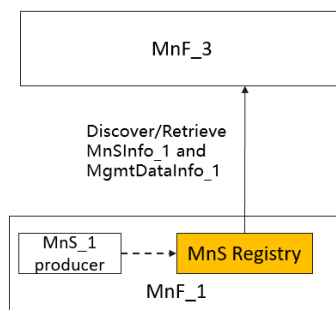 MnF_3
Discover/Retrieve
MnSInfo_1 and
MgmtDataInfo_1
MnS_1
producer
MnS Registry
MnF_1